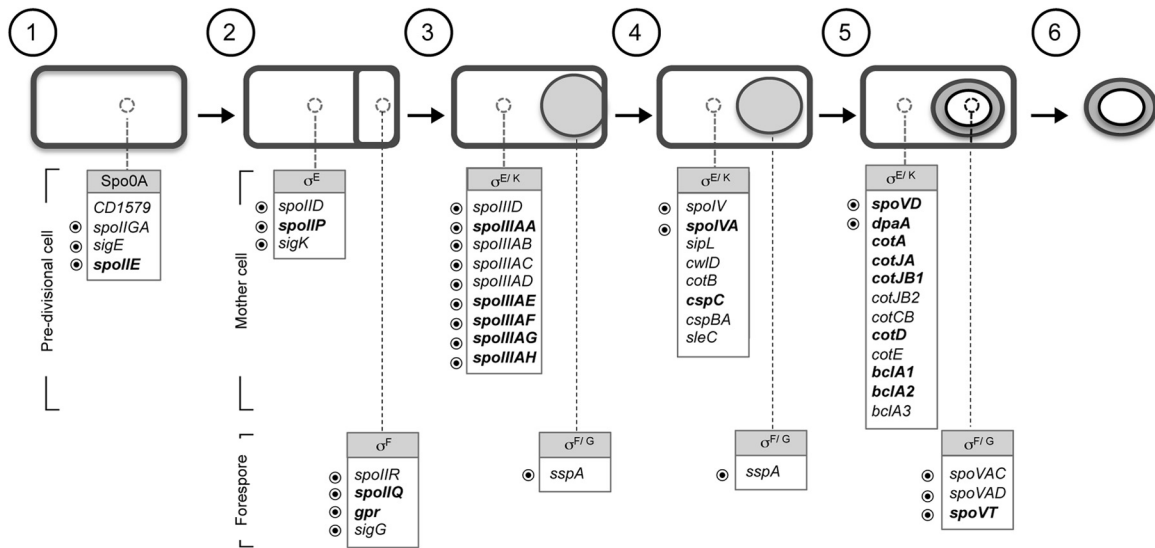 1
2
3
4
5
6
Pre-divisional cell
Spo0A
CD1579
spoIIGA
sigE
spoIIE
Mother cell
σE
spoIID
spoIIP
sigK
σE/ K
spoIIID
spoIIIAA
spoIIIAB
spoIIIAC
spoIIIAD
spoIIIAE
spoIIIAF
spoIIIAG
spoIIIAH
σE/ K
spoIV
spoIVA
sipL
cwlD
cotB
cspC
cspBA
sleC
σE/ K
spoVD
dpaA
cotA
cotJA
cotJB1
cotJB2
cotCB
cotD
cotE
bclA1
bclA2
bclA3
Forespore
σF
spoIIR
spoIIQ
gpr
sigG
σF/ G
sspA
σF/ G
sspA
σF/ G
spoVAC
spoVAD
spoVT